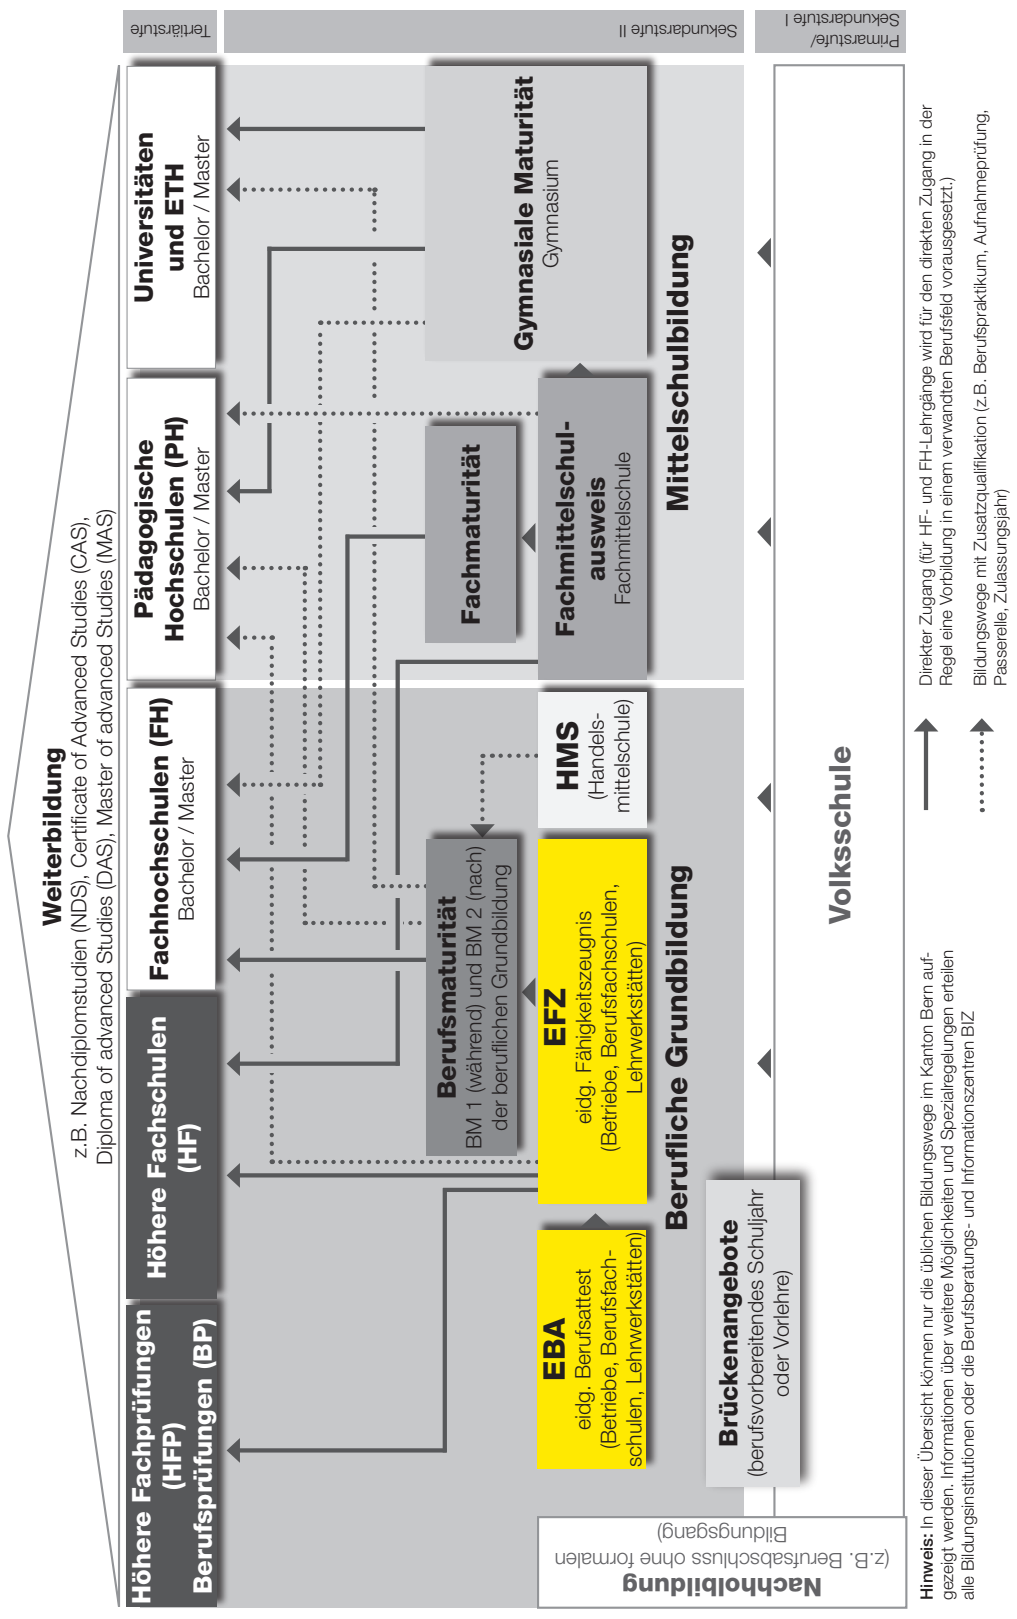 Weiterbildung
z.B. Nachdiplomstudien (NDS), Certificate of Advanced Studies (CAS),
Diploma of advanced Studies (DAS), Master of advanced Studies (MAS)
Tertiärstufe
Höhere Fachprüfungen
(HFP)
Berufsprüfungen (BP)
Höhere Fachschulen
(HF)
Fachhochschulen (FH)
Bachelor / Master
Pädagogische
Hochschulen (PH)
Bachelor / Master
Universitäten
und ETH
Bachelor / Master
Sekundarstufe II
Berufsmaturität
BM 1 (während) und BM 2 (nach)
der beruflichen Grundbildung
Fachmaturität
Gymnasiale Maturität
Gymnasium
EBA
eidg. Berufsattest
(Betriebe, Berufsfach-
schulen, Lehrwerkstätten)
EFZ
eidg. Fähigkeitszeugnis
(Betriebe, Berufsfachschulen,
Lehrwerkstätten)
HMS
(Handels-
mittelschule)
Fachmittelschul-
ausweis
Fachmittelschule
Berufliche Grundbildung
Mittelschulbildung
Nachholbildung
(z.B. Berufsabschluss ohne formalen
Bildungsgang)
Brückenangebote
(berufsvorbereitendes Schuljahr
oder Vorlehre)
Volksschule
Primarstufe/
Sekundarstufe I
Hinweis: In dieser Übersicht können nur die üblichen Bildungswege im Kanton Bern auf-
gezeigt werden. Informationen über weitere Möglichkeiten und Spezialregelungen erteilen
alle Bildungsinstitutionen oder die Berufsberatungs- und Informationszentren BIZ
Direkter Zugang (für HF- und FH-Lehrgänge wird für den direkten Zugang in der
Regel eine Vorbildung in einem verwandten Berufsfeld vorausgesetzt.)
Bildungswege mit Zusatzqualifikation (z.B. Berufspraktikum, Aufnahmeprüfung,
Passerelle, Zulassungsjahr)